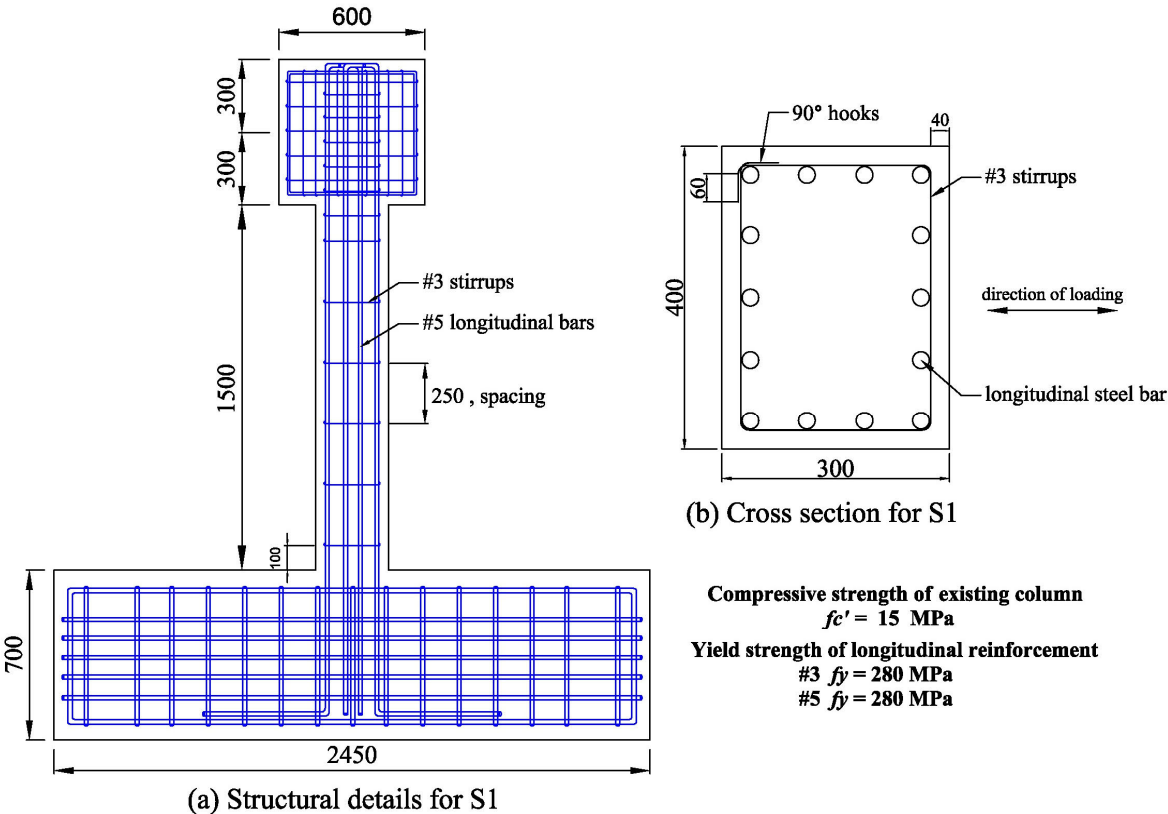 600
300
300
1500
#3 stirrups
#5 longitudinal bars
250 , spacing
100
700
2450
(a) Structural details for S1
90° hooks
40
60
#3 stirrups
400
direction of loading
longitudinal steel bar
300
(b) Cross section for S1
Compressive strength of existing column
fc' = 15 MPa
Yield strength of longitudinal reinforcement
#3 fy = 280 MPa
#5 fy = 280 MPa